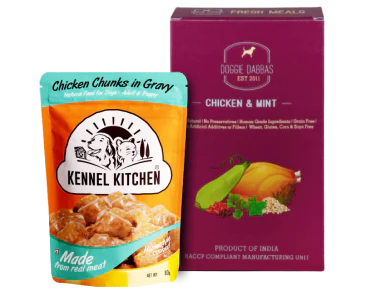 Chicken Chunks in Gravy
Natural Food for Dogs - Adult & Puppy
KENNEL KITCHEN
Made
from real meat
NET WT
FRESH MEALS
DOGGIE DABBAS
EST 2011
CHICKEN & MINT
Natural | No Preservatives | Human Grade Ingredients | Grain Free |
No Artificial Additives or Fillers | Wheat, Gluten, Corn & Soya Free
PRODUCT OF INDIA
HACCP COMPLIANT MANUFACTURING UNIT